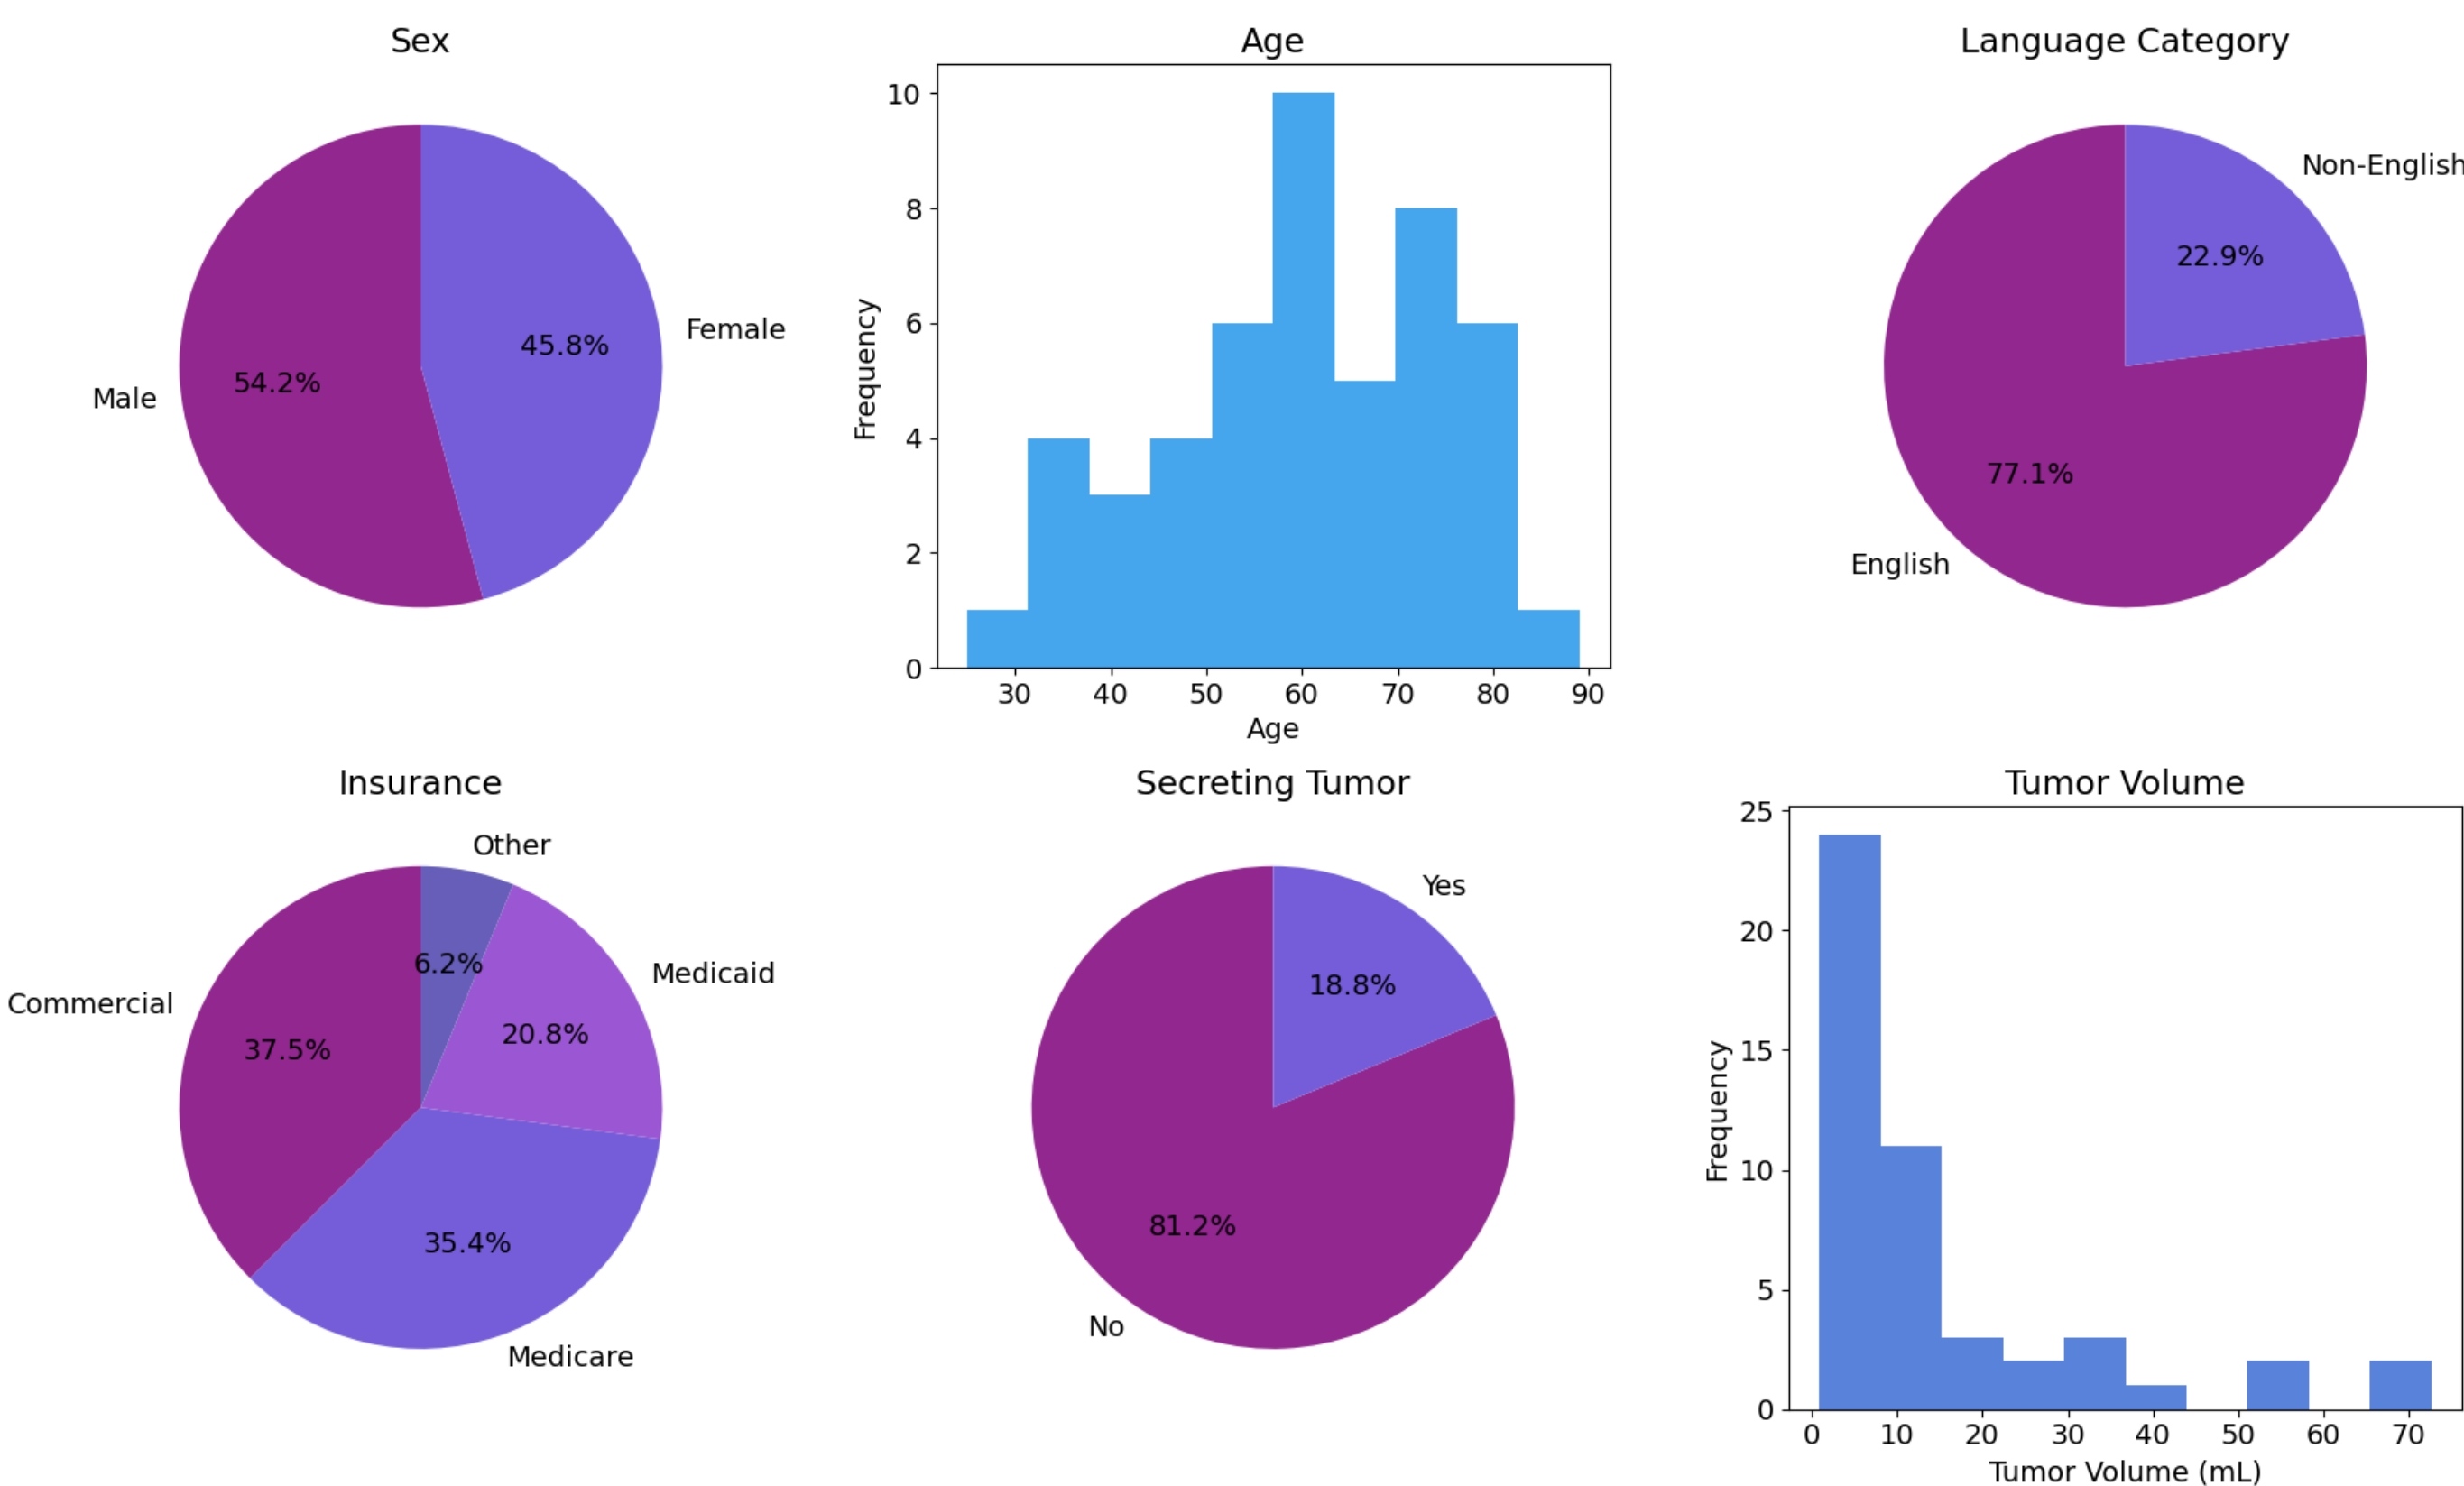 Sex
Female
45.8%
54.2%
Male
Age
10
8
6
4
2
0
Frequency
30 40 50 60 70 80 90
Age
Language Category
Non-English
22.9%
77.1%
English
Insurance
Other
6.2%
Medicaid
20.8%
Commercial
37.5%
35.4%
Medicare
Secreting Tumor
Yes
18.8%
81.2%
No
Tumor Volume
25
20
15
10
5
0
Frequency
0 10 20 30 40 50 60 70
Tumor Volume (mL)